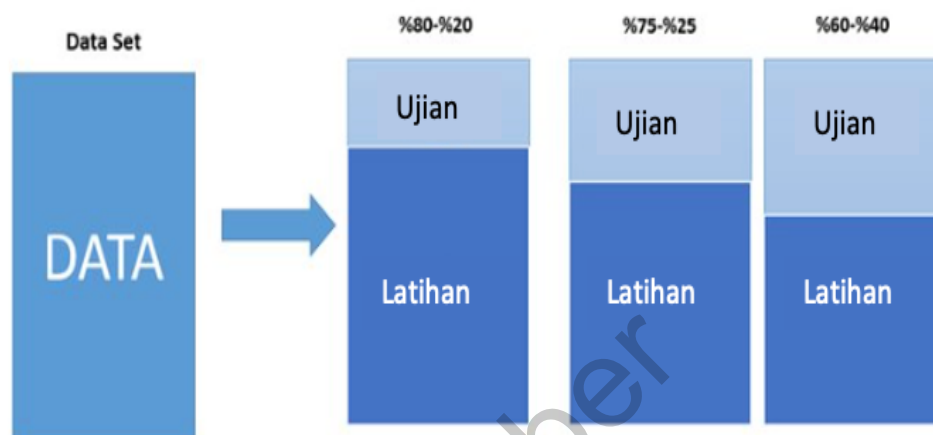 Data Set
DATA
%80-%20
Ujian
Latihan
%75-%25
Ujian
Latihan
%60-%40
Ujian
Latihan